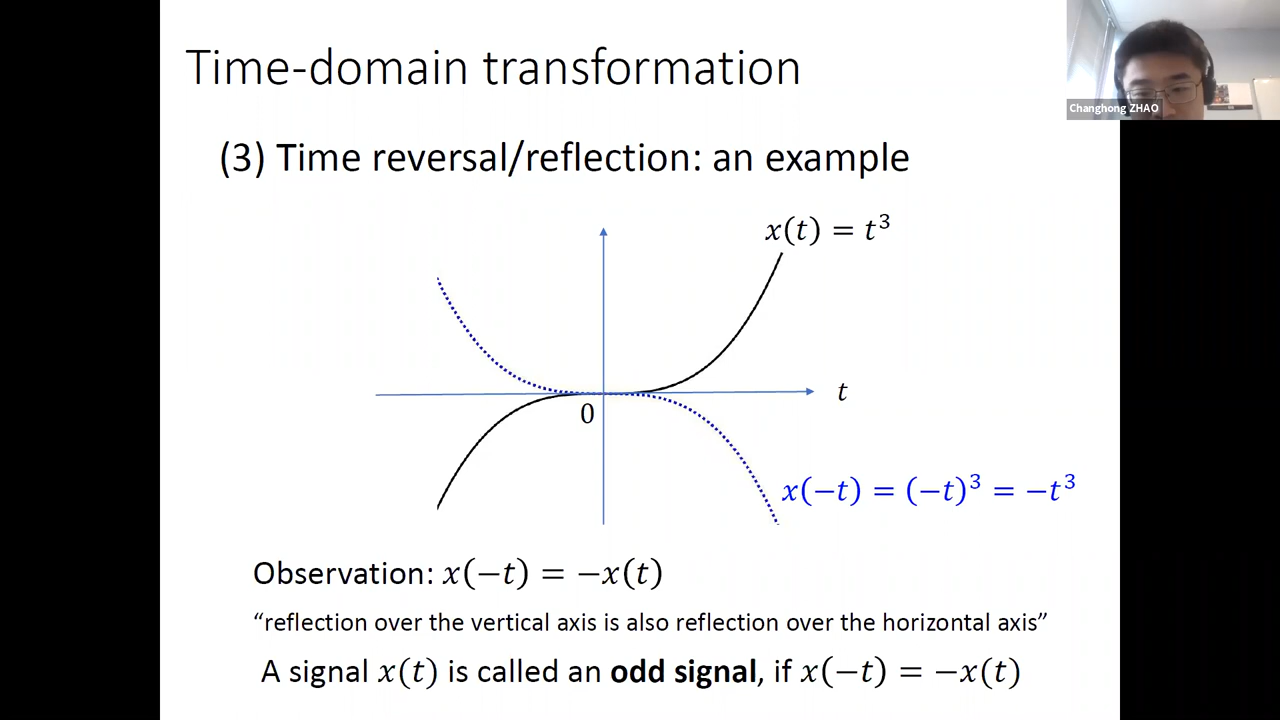 Time-domain transformation
Changhong ZHAO
(3) Time reversal/reflection: an example
x(t) = t³
t
0
x(−t) = (−t)³ = −t³
Observation: x(−t) = −x(t)
“reflection over the vertical axis is also reflection over the horizontal axis”
A signal x(t) is called an odd signal, if x(−t) = −x(t)